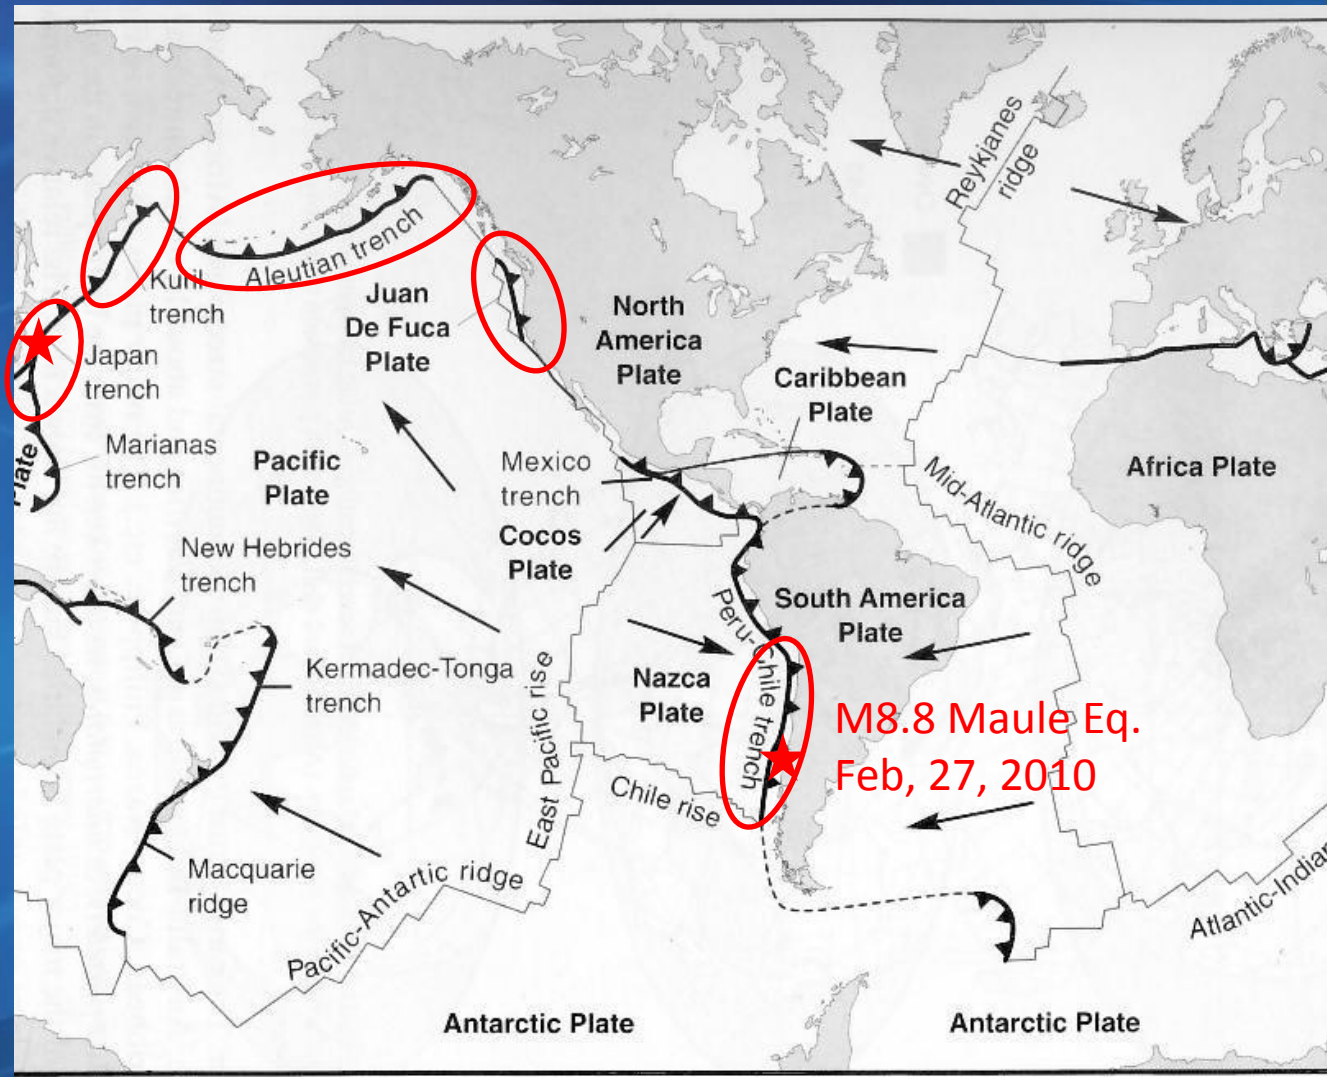 Reykjanes
ridge
Kuril
trench
Aleutian trench
Juan
De Fuca
Plate
North
America
Plate
Japan
trench
Caribbean
Plate
Marianas
trench
Plate
Pacific
Plate
Mexico
trench
Africa Plate
Mid-Atlantic ridge
Cocos
Plate
New Hebrides
trench
Peru-Chile trench
South America
Plate
Kermadec-Tonga
trench
East Pacific rise
Nazca
Plate
M8.8 Maule Eq.
Feb, 27, 2010
Chile rise
Macquarie
ridge
Pacific-Antartic ridge
Atlantic-Indian
Antarctic Plate
Antarctic Plate